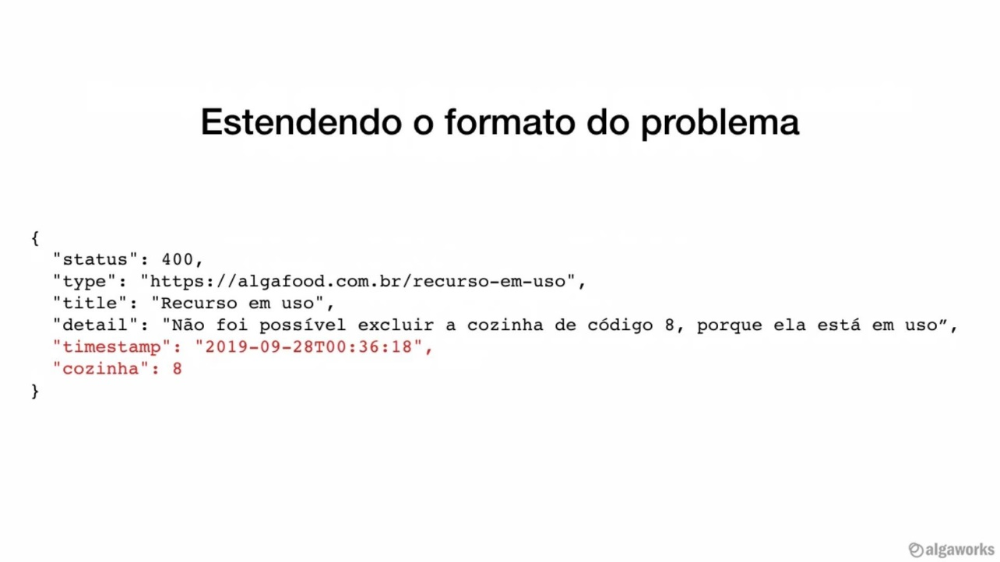 Estendendo o formato do problema
{
"status": 400,
"type": "https://algafood.com.br/recurso-em-uso",
"title": "Recurso em uso",
"detail": "Não foi possível excluir a cozinha de código 8, porque ela está em uso”,
"timestamp": "2019-09-28T00:36:18",
"cozinha": 8
}
algaworks